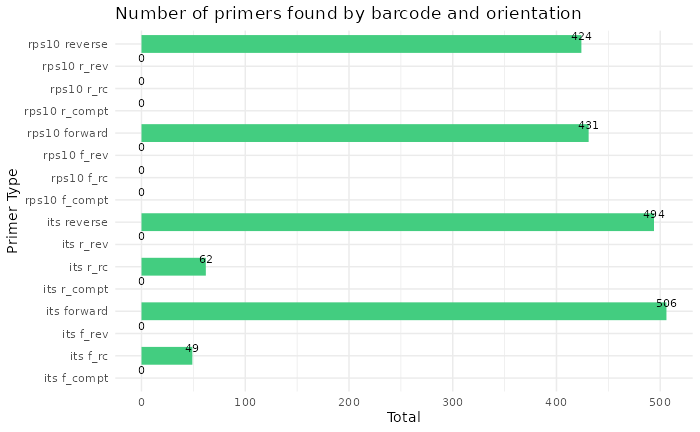 Number of primers found by barcode and orientation
Primer Type
rps10 reverse
424
rps10 r_rev
0
rps10 r_rc
0
rps10 r_compt
0
rps10 forward
431
rps10 f_rev
0
rps10 f_rc
0
rps10 f_compt
0
its reverse
494
its r_rev
0
its r_rc
62
its r_compt
0
its forward
506
its f_rev
0
its f_rc
49
its f_compt
0
0 100 200 300 400 500
Total